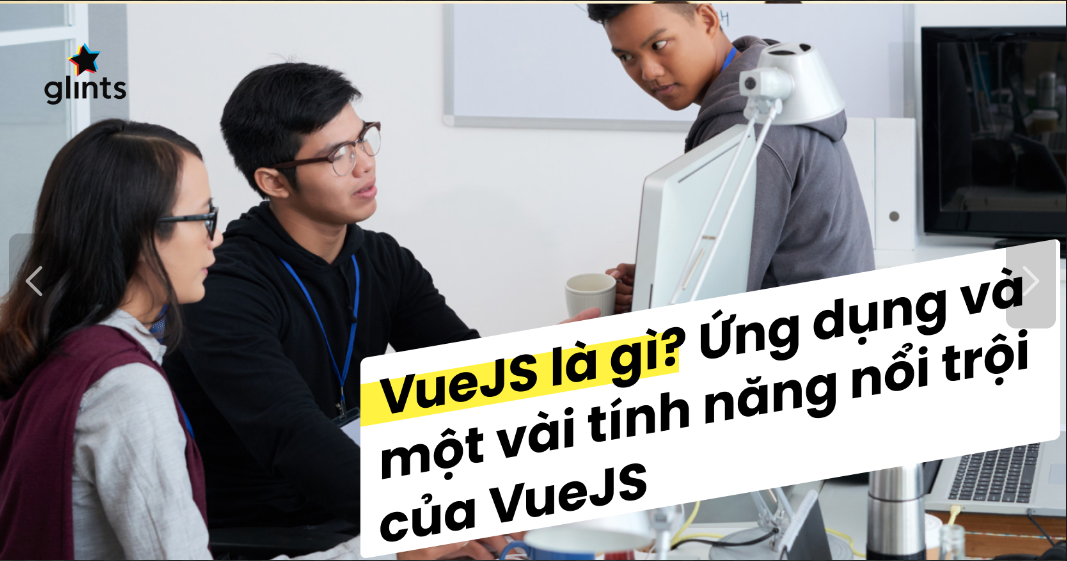 glints
VueJS là gì? Ứng dụng và
một vài tính năng nổi trội
của VueJS